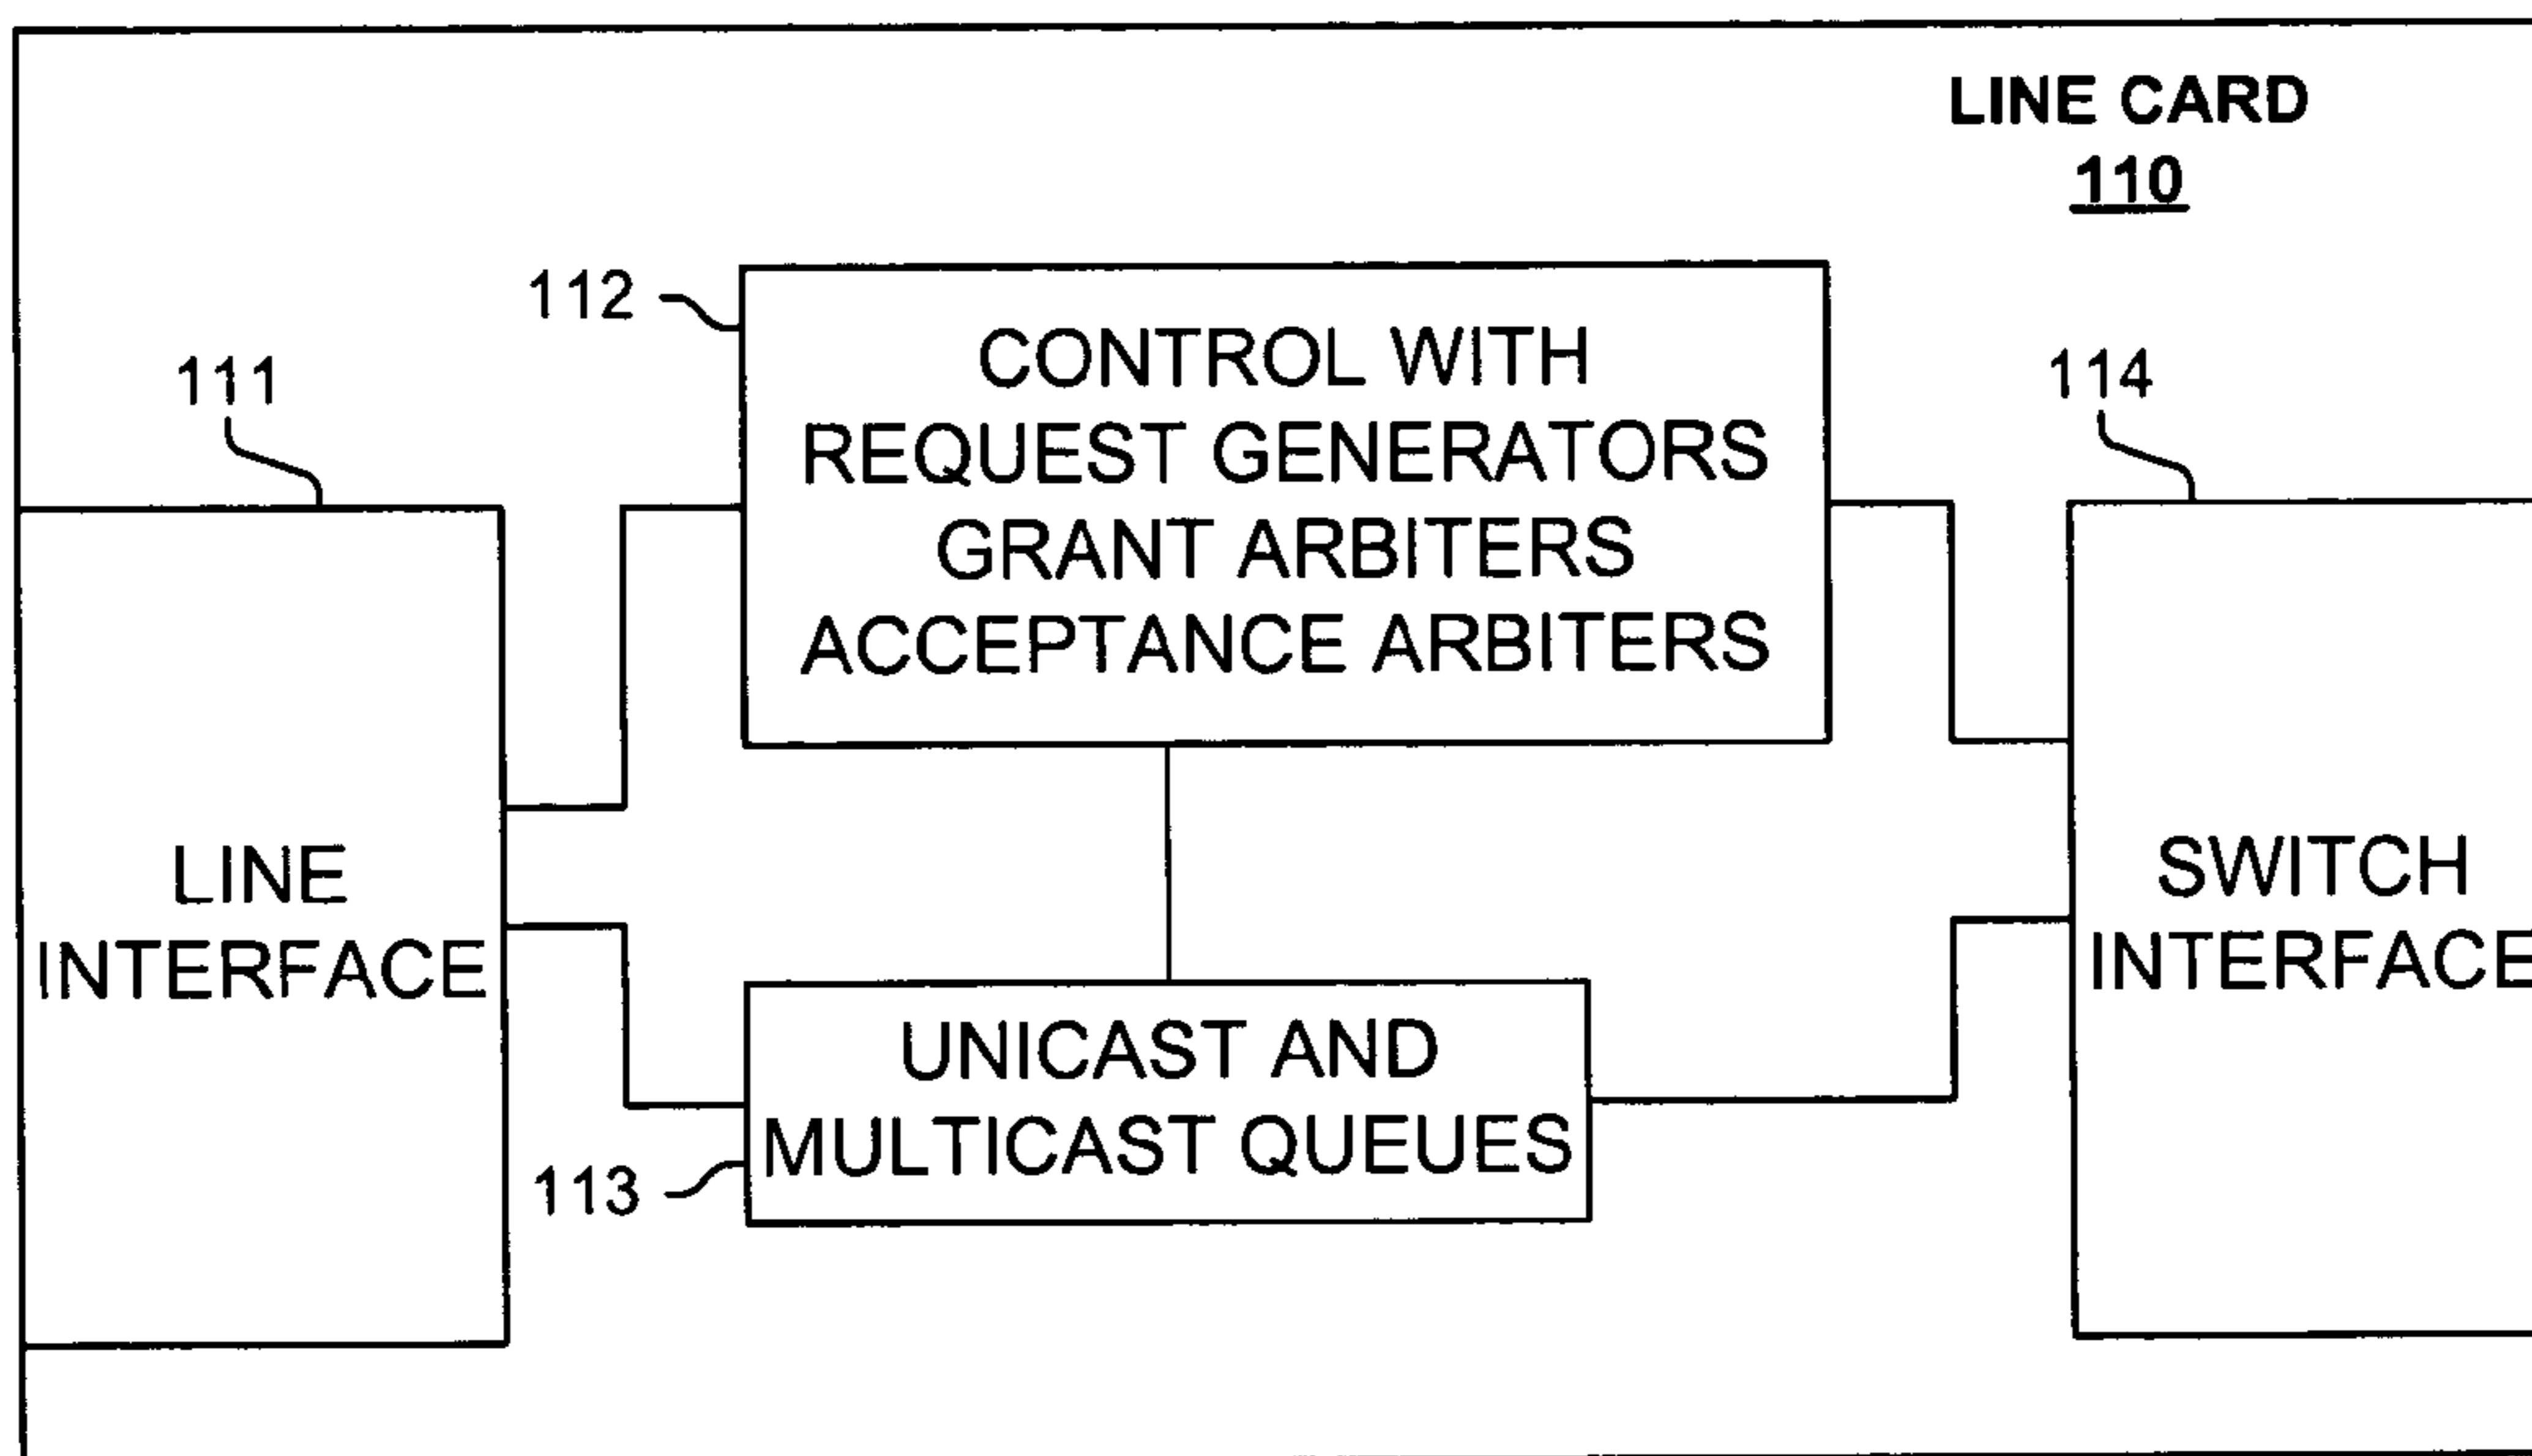 LINE CARD
110
112
CONTROL WITH
REQUEST GENERATORS
GRANT ARBITERS
ACCEPTANCE ARBITERS
111
114
LINE
INTERFACE
SWITCH
INTERFACE
UNICAST AND
MULTICAST QUEUES
113